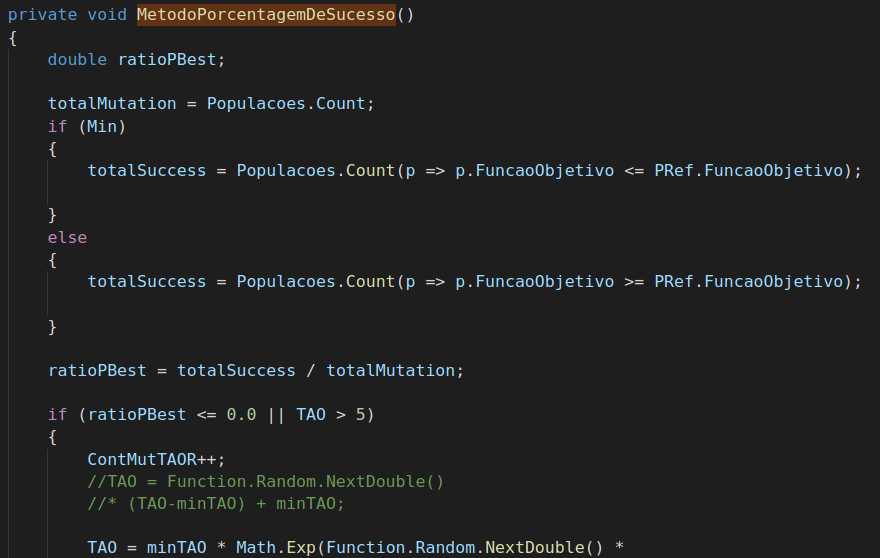 private void MetodoPorcentagemDeSucesso()
{
double ratioPBest;
totalMutation = Populacoes.Count;
if (Min)
{
totalSuccess = Populacoes.Count(p => p.FuncaoObjetivo <= PRef.FuncaoObjetivo);
}
else
{
totalSuccess = Populacoes.Count(p => p.FuncaoObjetivo >= PRef.FuncaoObjetivo);
}
ratioPBest = totalSuccess / totalMutation;
if (ratioPBest <= 0.0 || TAO > 5)
{
ContMutTAOR++;
//TAO = Function.Random.NextDouble()
//* (TAO-minTAO) + minTAO;
TAO = minTAO * Math.Exp(Function.Random.NextDouble() *